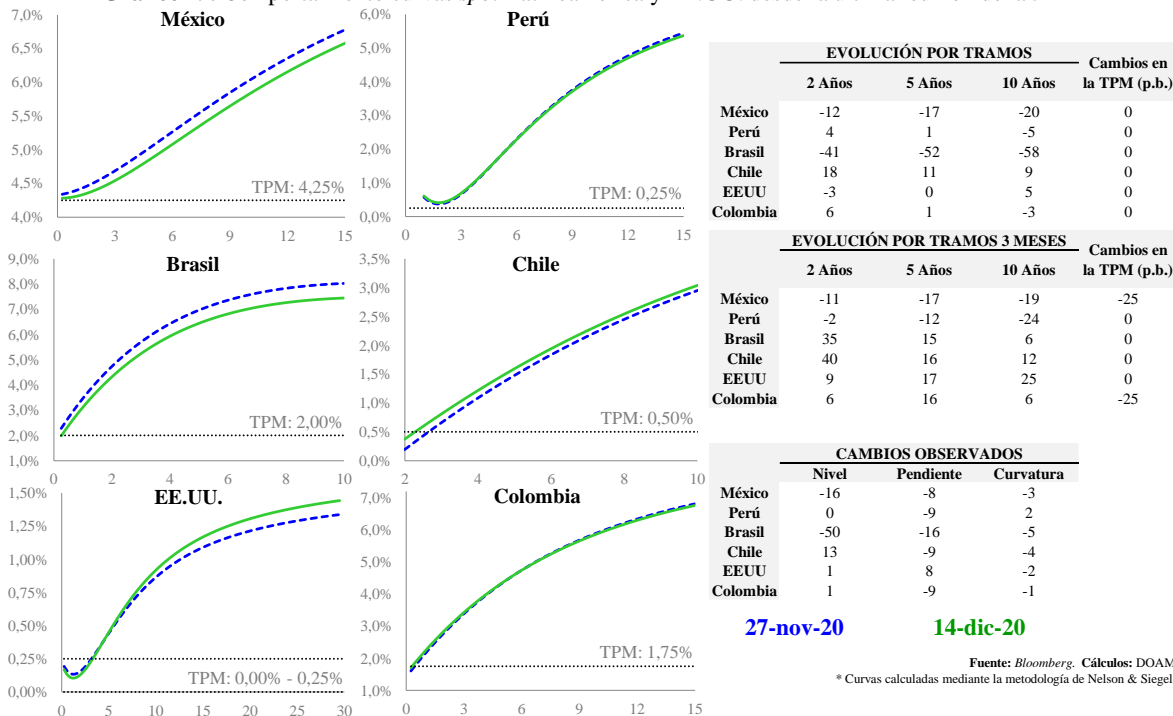 México
7,0%
6,5%
6,0%
5,5%
5,0%
4,5%
4,0%
TPM: 4,25%
0 3 6 9 12 15
Perú
6,0%
5,0%
4,0%
3,0%
2,0%
1,0%
0,0%
TPM: 0,25%
0 3 6 9 12 15
Brasil
9,0%
8,0%
7,0%
6,0%
5,0%
4,0%
3,0%
2,0%
1,0%
TPM: 2,00%
0 2 4 6 8 10
Chile
3,5%
3,0%
2,5%
2,0%
1,5%
1,0%
0,5%
0,0%
TPM: 0,50%
2 4 6 8 10
EE.UU.
1,50%
1,25%
1,00%
0,75%
0,50%
0,25%
0,00%
TPM: 0,00% - 0,25%
0 5 10 15 20 25 30
Colombia
7,0%
6,0%
5,0%
4,0%
3,0%
2,0%
1,0%
TPM: 1,75%
0 3 6 9 12 15
EVOLUCIÓN POR TRAMOS Cambios en
2 Años 5 Años 10 Años la TPM (p.b.)
México -12 -17 -20 0
Perú 4 1 -5 0
Brasil -41 -52 -58 0
Chile 18 11 9 0
EEUU -3 0 5 0
Colombia 6 1 -3 0
EVOLUCIÓN POR TRAMOS 3 MESES Cambios en
2 Años 5 Años 10 Años la TPM (p.b.)
México -11 -17 -19 -25
Perú -2 -12 -24 0
Brasil 35 15 6 0
Chile 40 16 12 0
EEUU 9 17 25 0
Colombia 6 16 6 -25
CAMBIOS OBSERVADOS
Nivel Pendiente Curvatura
México -16 -8 -3
Perú 0 -9 2
Brasil -50 -16 -5
Chile 13 -9 -4
EEUU 1 8 -2
Colombia 1 -9 -1
27-nov-20 14-dic-20
Fuente: Bloomberg. Cálculos: DOAM
* Curvas calculadas mediante la metodología de Nelson & Siegel